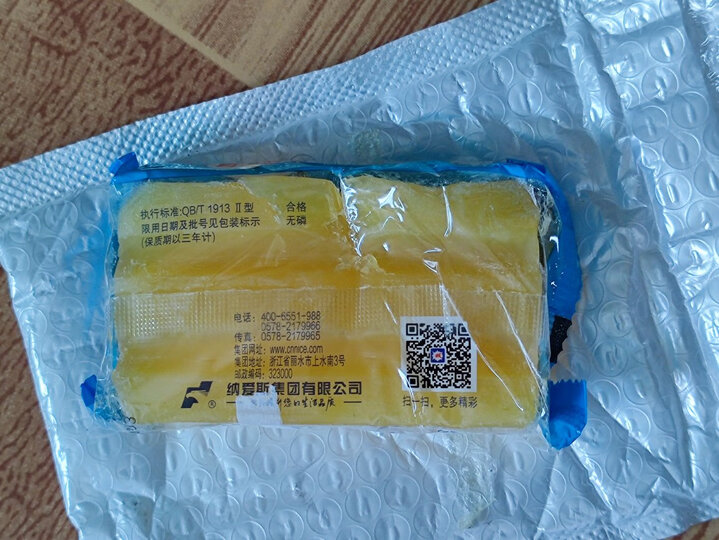 执行标准:QB/T 1913 Ⅱ型 合格
限用日期及批号见包装标示 无磷
(保质期以三年计)
电话：400-6551-988
0578-2179966
传真：0578-2179965
集团网址：www.cnnice.com
集团地址：浙江省丽水市上水南3号
邮政编码：323000
®
纳爱斯集团有限公司
生活品质
扫一扫，更多精彩